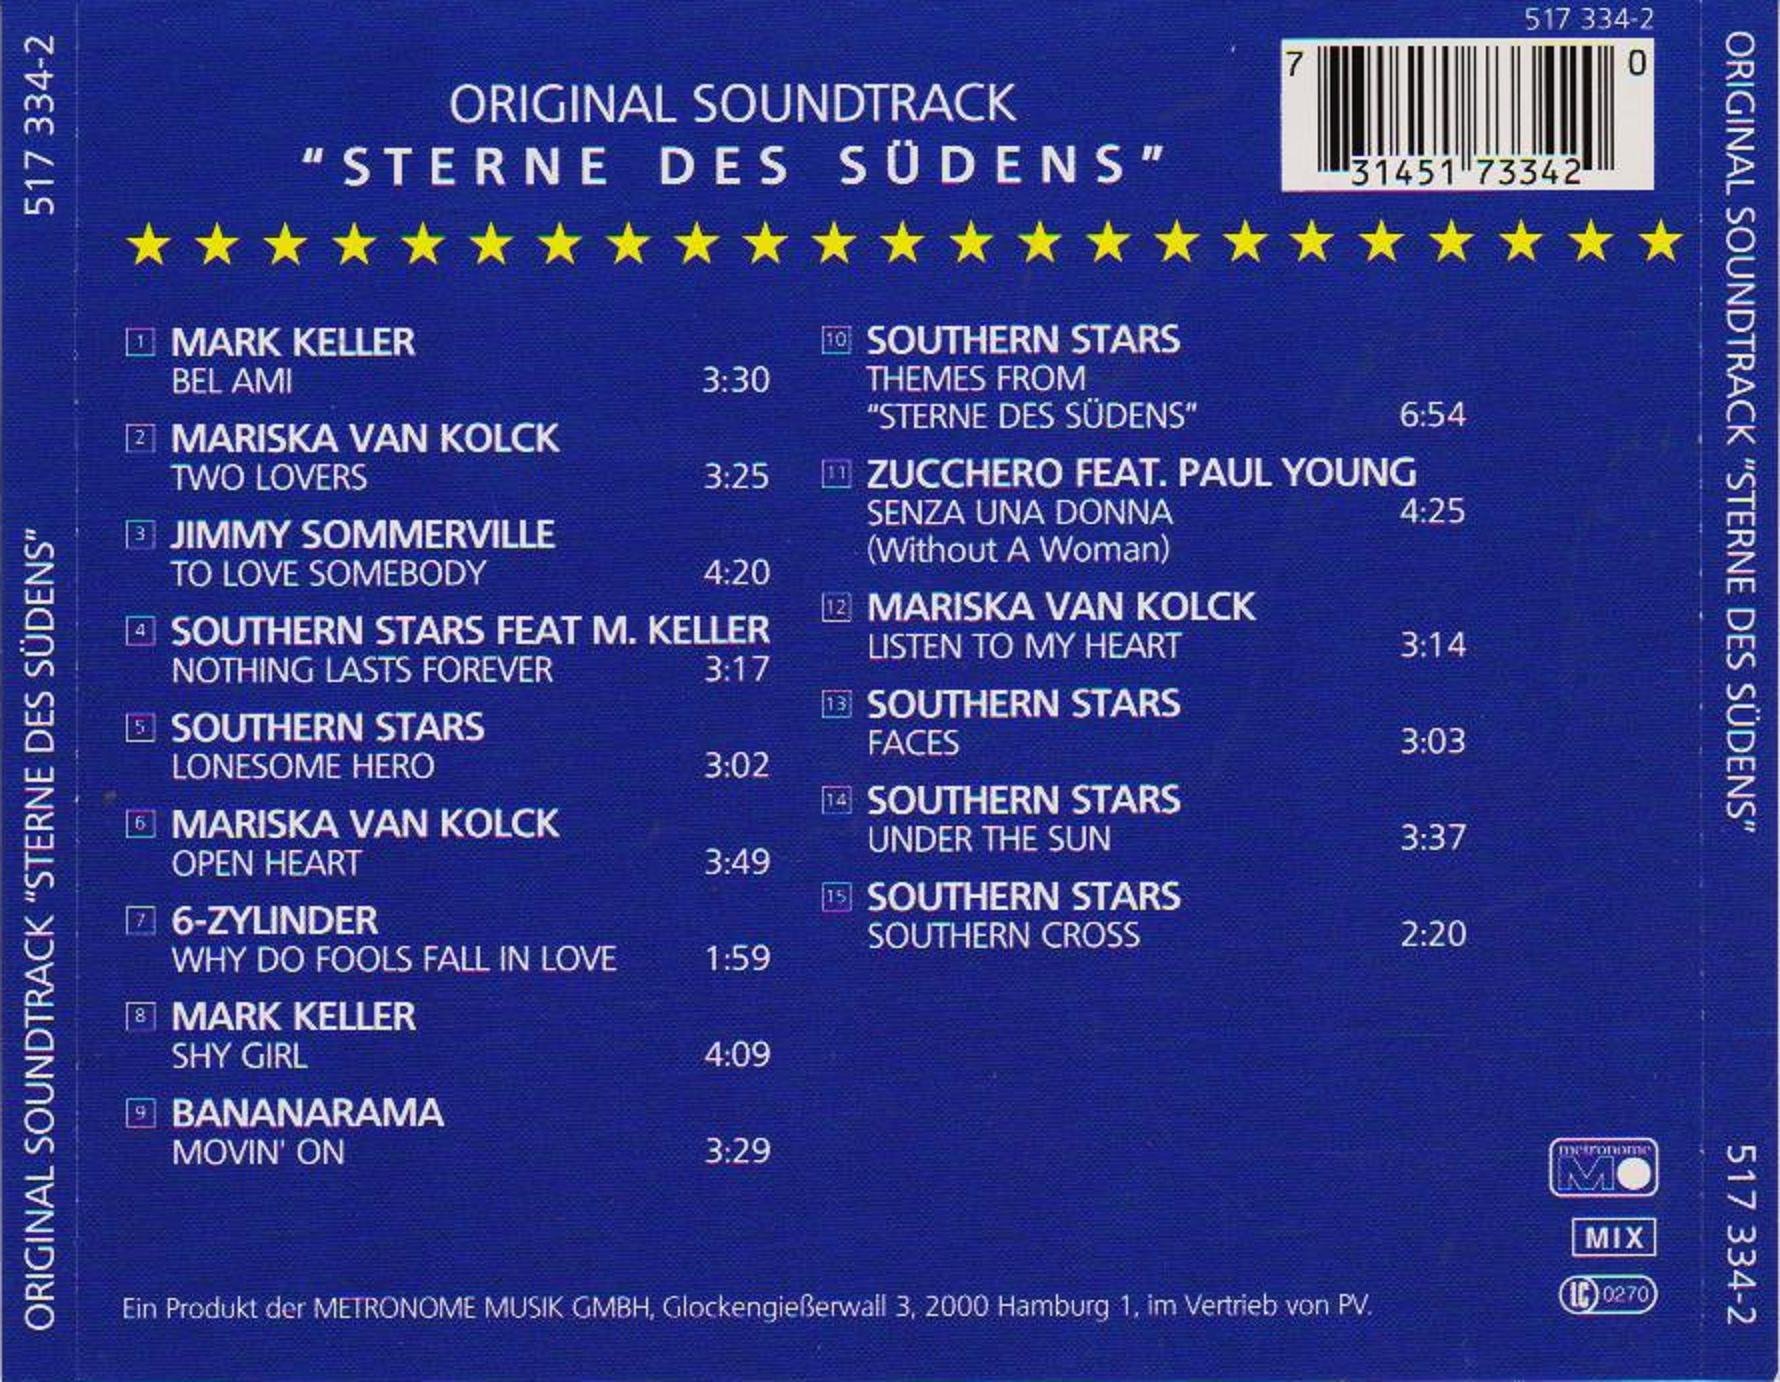 517 334-2
7 31451 73342 0
ORIGINAL SOUNDTRACK
"STERNE DES SÜDENS"
1 MARK KELLER
BEL AMI 3:30
2 MARISKA VAN KOLCK
TWO LOVERS 3:25
3 JIMMY SOMMERVILLE
TO LOVE SOMEBODY 4:20
4 SOUTHERN STARS FEAT M. KELLER
NOTHING LASTS FOREVER 3:17
5 SOUTHERN STARS
LONESOME HERO 3:02
6 MARISKA VAN KOLCK
OPEN HEART 3:49
7 6-ZYLINDER
WHY DO FOOLS FALL IN LOVE 1:59
8 MARK KELLER
SHY GIRL 4:09
9 BANANARAMA
MOVIN' ON 3:29
10 SOUTHERN STARS
THEMES FROM
"STERNE DES SÜDENS" 6:54
11 ZUCCHERO FEAT. PAUL YOUNG
SENZA UNA DONNA 4:25
(Without A Woman)
12 MARISKA VAN KOLCK
LISTEN TO MY HEART 3:14
13 SOUTHERN STARS
FACES 3:03
14 SOUTHERN STARS
UNDER THE SUN 3:37
15 SOUTHERN STARS
SOUTHERN CROSS 2:20
metronome
MO
MIX
LC 0270
Ein Produkt der METRONOME MUSIK GMBH, Glockengießerwall 3, 2000 Hamburg 1, im Vertrieb von PV.
ORIGINAL SOUNDTRACK "STERNE DES SÜDENS" 517 334-2
ORIGINAL SOUNDTRACK "STERNE DES SÜDENS" 517 334-2